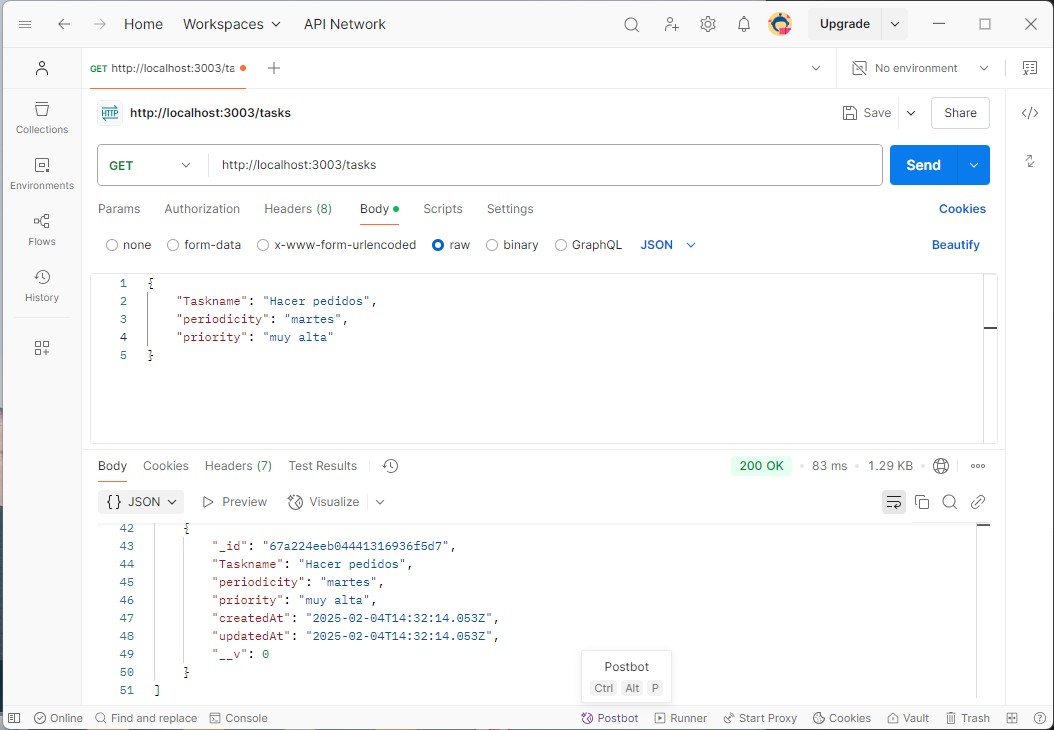 Home Workspaces API Network Upgrade
GET http://localhost:3003/ta No environment
HTTP http://localhost:3003/tasks Save Share
Collections
Environments
Flows
History
GET http://localhost:3003/tasks Send
Params Authorization Headers (8) Body Scripts Settings Cookies
none form-data x-www-form-urlencoded raw binary GraphQL JSON Beautify
1 {
2 "Taskname": "Hacer pedidos",
3 "periodicity": "martes",
4 "priority": "muy alta"
5 }
Body Cookies Headers (7) Test Results 200 OK • 83 ms • 1.29 KB
{} JSON Preview Visualize
42 {
43 "_id": "67a224eeb04441316936f5d7",
44 "Taskname": "Hacer pedidos",
45 "periodicity": "martes",
46 "priority": "muy alta",
47 "createdAt": "2025-02-04T14:32:14.053Z",
48 "updatedAt": "2025-02-04T14:32:14.053Z",
49 "__v": 0
50 }
51 ]
Postbot
Ctrl Alt P
Online Find and replace Console Postbot Runner Start Proxy Cookies Vault Trash